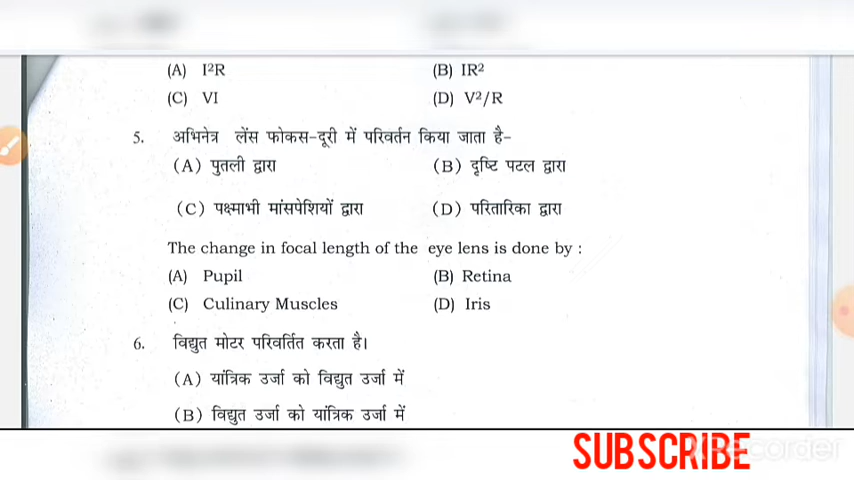 (A) I²R (B) IR²
(C) VI (D) V²/R
5. अभिनेत्र लेंस फोकस-दूरी में परिवर्तन किया जाता है-
(A) पुतली द्वारा (B) दृष्टि पटल द्वारा
(C) पक्ष्माभी मांसपेशियों द्वारा (D) परितारिका द्वारा
The change in focal length of the eye lens is done by :
(A) Pupil (B) Retina
(C) Culinary Muscles (D) Iris
6. विद्युत मोटर परिवर्तित करता है।
(A) यांत्रिक उर्जा को विद्युत उर्जा में
(B) विद्युत उर्जा को यांत्रिक उर्जा में
SUBSCRIBE